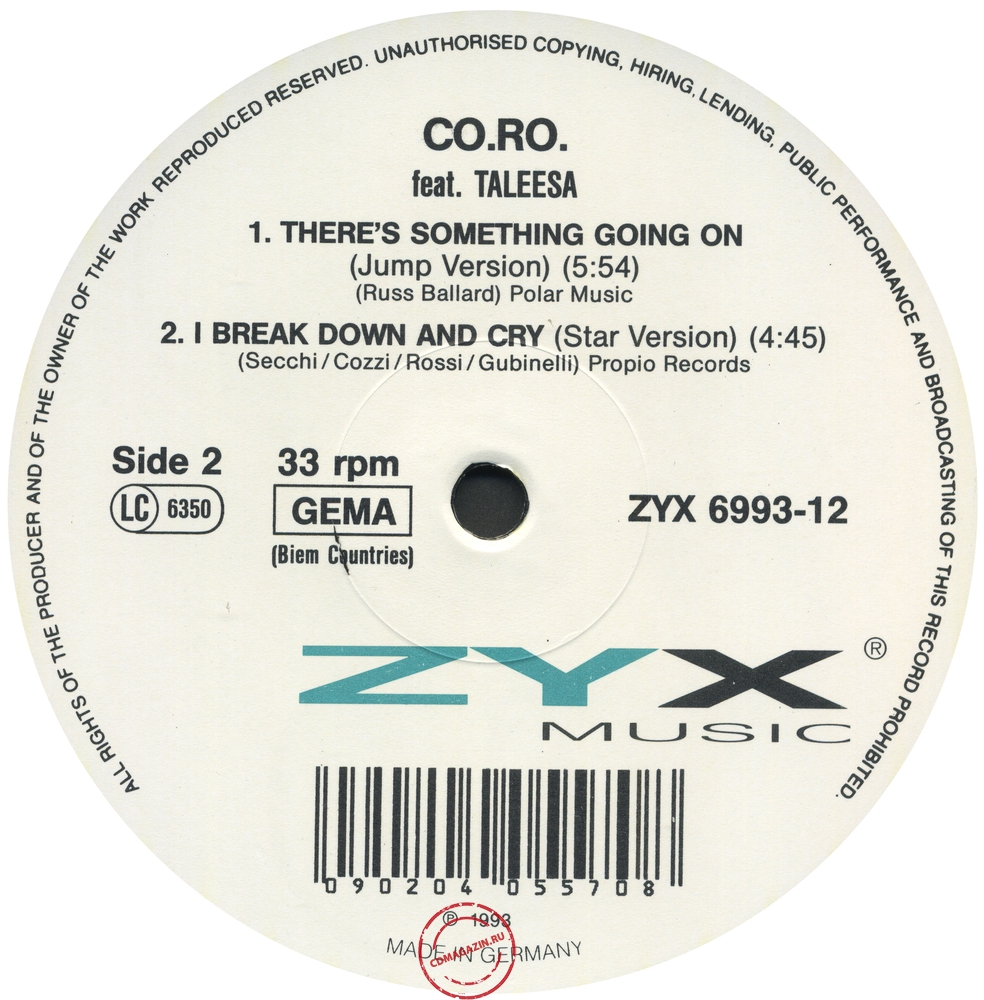 ALL RIGHTS OF THE PRODUCER AND OF THE OWNER OF THE WORK REPRODUCED RESERVED. UNAUTHORISED COPYING, HIRING, LENDING, PUBLIC PERFORMANCE AND BROADCASTING OF THIS RECORD PROHIBITED.
CO.RO.
feat. TALEESA
1. THERE'S SOMETHING GOING ON
(Jump Version) (5:54)
(Russ Ballard) Polar Music
2. I BREAK DOWN AND CRY (Star Version) (4:45)
(Secchi/Cozzi/Rossi/Gubinelli) Propio Records
Side 2 33 rpm
LC 6350 GEMA ZYX 6993-12
(Biem Countries)
ZYX ®
MUSIC
090204 055708
℗ 1993
MADE IN GERMANY
CDMAGAZIN.RU